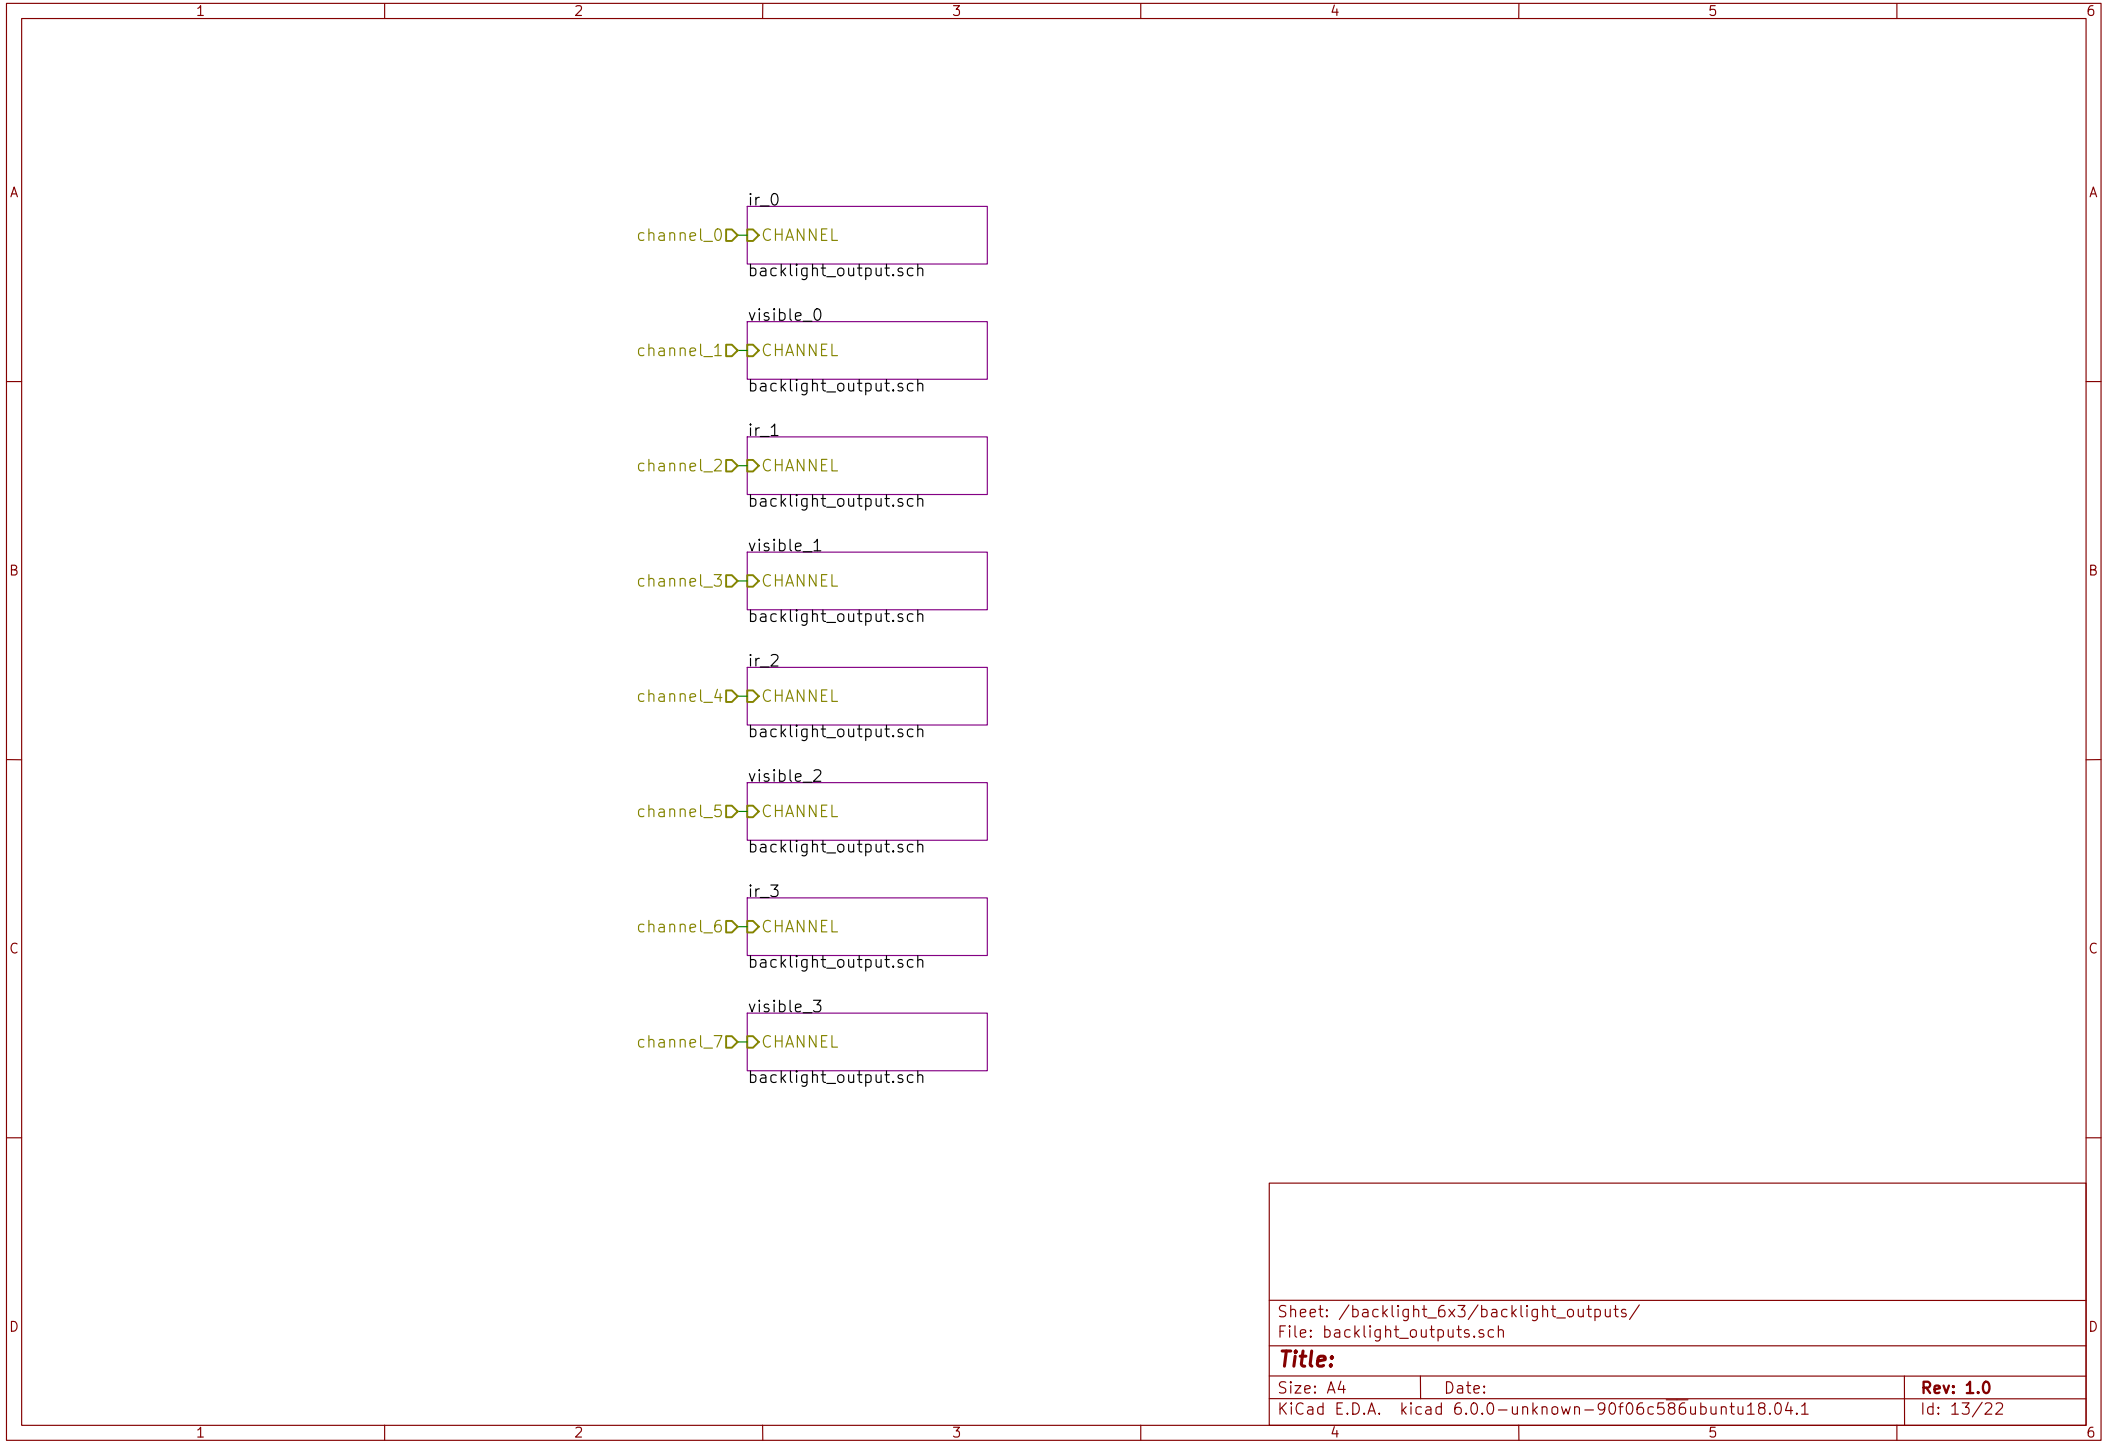 1 2 3 4 5 6
A A
ir_0
channel_0 CHANNEL
backlight_output.sch
visible_0
channel_1 CHANNEL
backlight_output.sch
ir_1
channel_2 CHANNEL
backlight_output.sch
visible_1
B B
channel_3 CHANNEL
backlight_output.sch
ir_2
channel_4 CHANNEL
backlight_output.sch
visible_2
channel_5 CHANNEL
backlight_output.sch
ir_3
channel_6 CHANNEL
C C
backlight_output.sch
visible_3
channel_7 CHANNEL
backlight_output.sch
Sheet: /backlight_6x3/backlight_outputs/
D D
File: backlight_outputs.sch
Title:
Size: A4 Date: Rev: 1.0
KiCad E.D.A. kicad 6.0.0-unknown-90f06c586ubuntu18.04.1 Id: 13/22
1 2 3 4 5 6